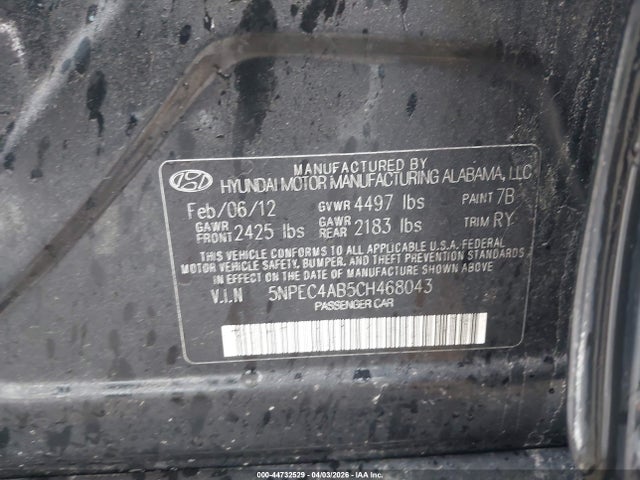 MANUFACTURED BY
HYUNDAI MOTOR MANUFACTURING ALABAMA, LLC
Feb/06/12 GVWR 4497 lbs PAINT 7B
GAWR FRONT 2425 lbs GAWR REAR 2183 lbs TRIM RY
THIS VEHICLE CONFORMS TO ALL U.S.A. FEDERAL
MOTOR VEHICLE SAFETY, BUMPER, AND THEFT PREVENTION STANDARDS
IN EFFECT ON THE DATE OF MANUFACTURE SHOWN ABOVE
V.I.N 5NPEC4AB5CH468043
PASSENGER CAR
000-44732529 - 04/03/2026 - IAA Inc.